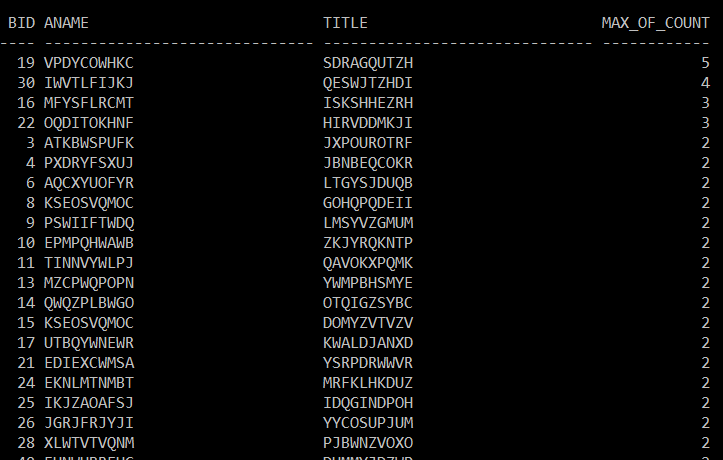 BID ANAME TITLE MAX_OF_COUNT
---- ------------------------------ ------------------------------ ------------
19 VPDYCOWHKC SDRAGQUTZH 5
30 IWVTLFIJKJ QESWJTZHDI 4
16 MFYSFLRCMT ISKSHHEZRH 3
22 OQDITOKHNF HIRVDDMKJI 3
3 ATKBWSPUFK JXPOUROTRF 2
4 PXDRYFSXUJ JBNBEQCOKR 2
6 AQCXYUOFYR LTGYSJDUQB 2
8 KSEOSVQMOC GOHQPQDEII 2
9 PSWIIFTWDQ LMSYVZGMUM 2
10 EPMPQHWAWB ZKJYRQKNTP 2
11 TINNVYWLPJ QAVOKXPQMK 2
13 MZCPWQPOPN YWMPBHSMYE 2
14 QWQZPLBWGO OTQIGZSYBC 2
15 KSEOSVQMOC DOMYZVTVZV 2
17 UTBQYWNEWR KWALDJANXD 2
21 EDIEXCWMSA YSRPDRWWVR 2
24 EKNLMTNMBT MRFKLHKDUZ 2
25 IKJZAOAFSJ IDQGINDPOH 2
26 JGRJFRJYJI YYCOSUPJUM 2
28 XLWTVTVQNM PJBWNZVOXO 2